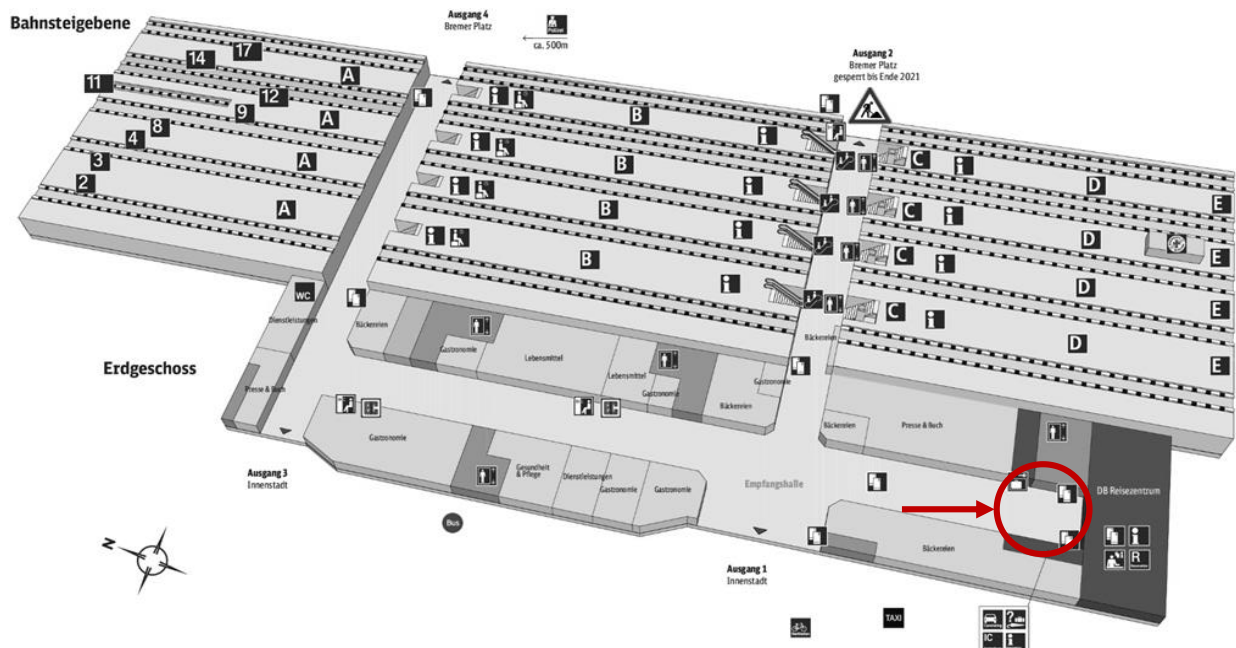 Bahnsteigebene
Ausgang 4
Bremer Platz
ca. 500m
Ausgang 2
Bremer Platz
gesperrt bis Ende 2021
17
14
11
12
9
8
4
3
2
A
A
A
A
B
B
B
B
C
C
C
C
D
D
D
D
E
E
E
E
WC
Dienstleistungen
Presse & Buch
Erdgeschoss
Bäckereien
Gastronomie
Lebensmittel
Lebensmittel
Gastronomie
Bäckereien
Gastronomie
Bäckereien
Bäckereien
Presse & Buch
DB Reisezentrum
Gastronomie
Gesundheit
& Pflege
Dienstleistungen
Gastronomie
Gastronomie
Empfangshalle
Bäckereien
Ausgang 3
Innenstadt
Bus
N
Ausgang 1
Innenstadt
TAXI
R
IC